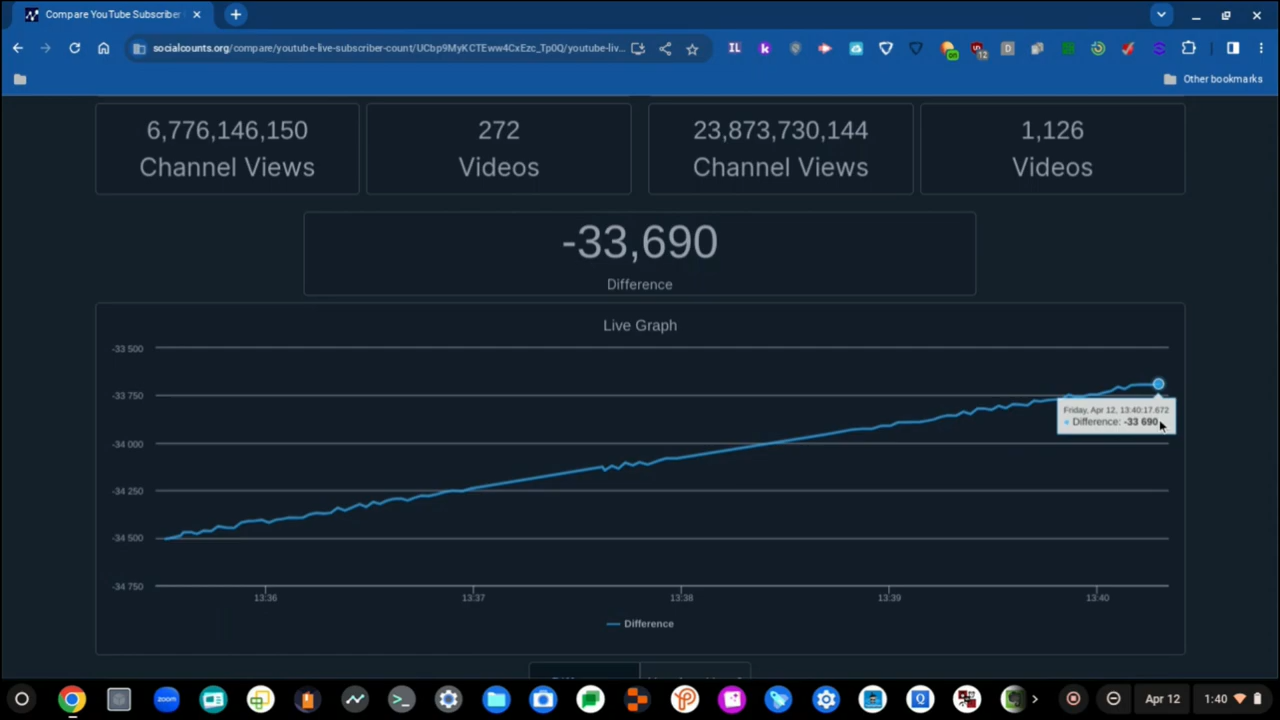 Compare YouTube Subscriber
socialcounts.org/compare/youtube-live-subscriber-count/UCbp9MyKCTEww4CxEzc_Tp0Q/youtube-liv...
Other bookmarks
6,776,146,150
Channel Views
272
Videos
23,873,730,144
Channel Views
1,126
Videos
-33,690
Difference
Live Graph
-33 500
-33 750
-34 000
-34 250
-34 500
-34 750
Friday, Apr 12, 13:40:17.672
Difference: -33 690
13:36
13:37
13:38
13:39
13:40
Difference
zoom
Apr 12
1:40